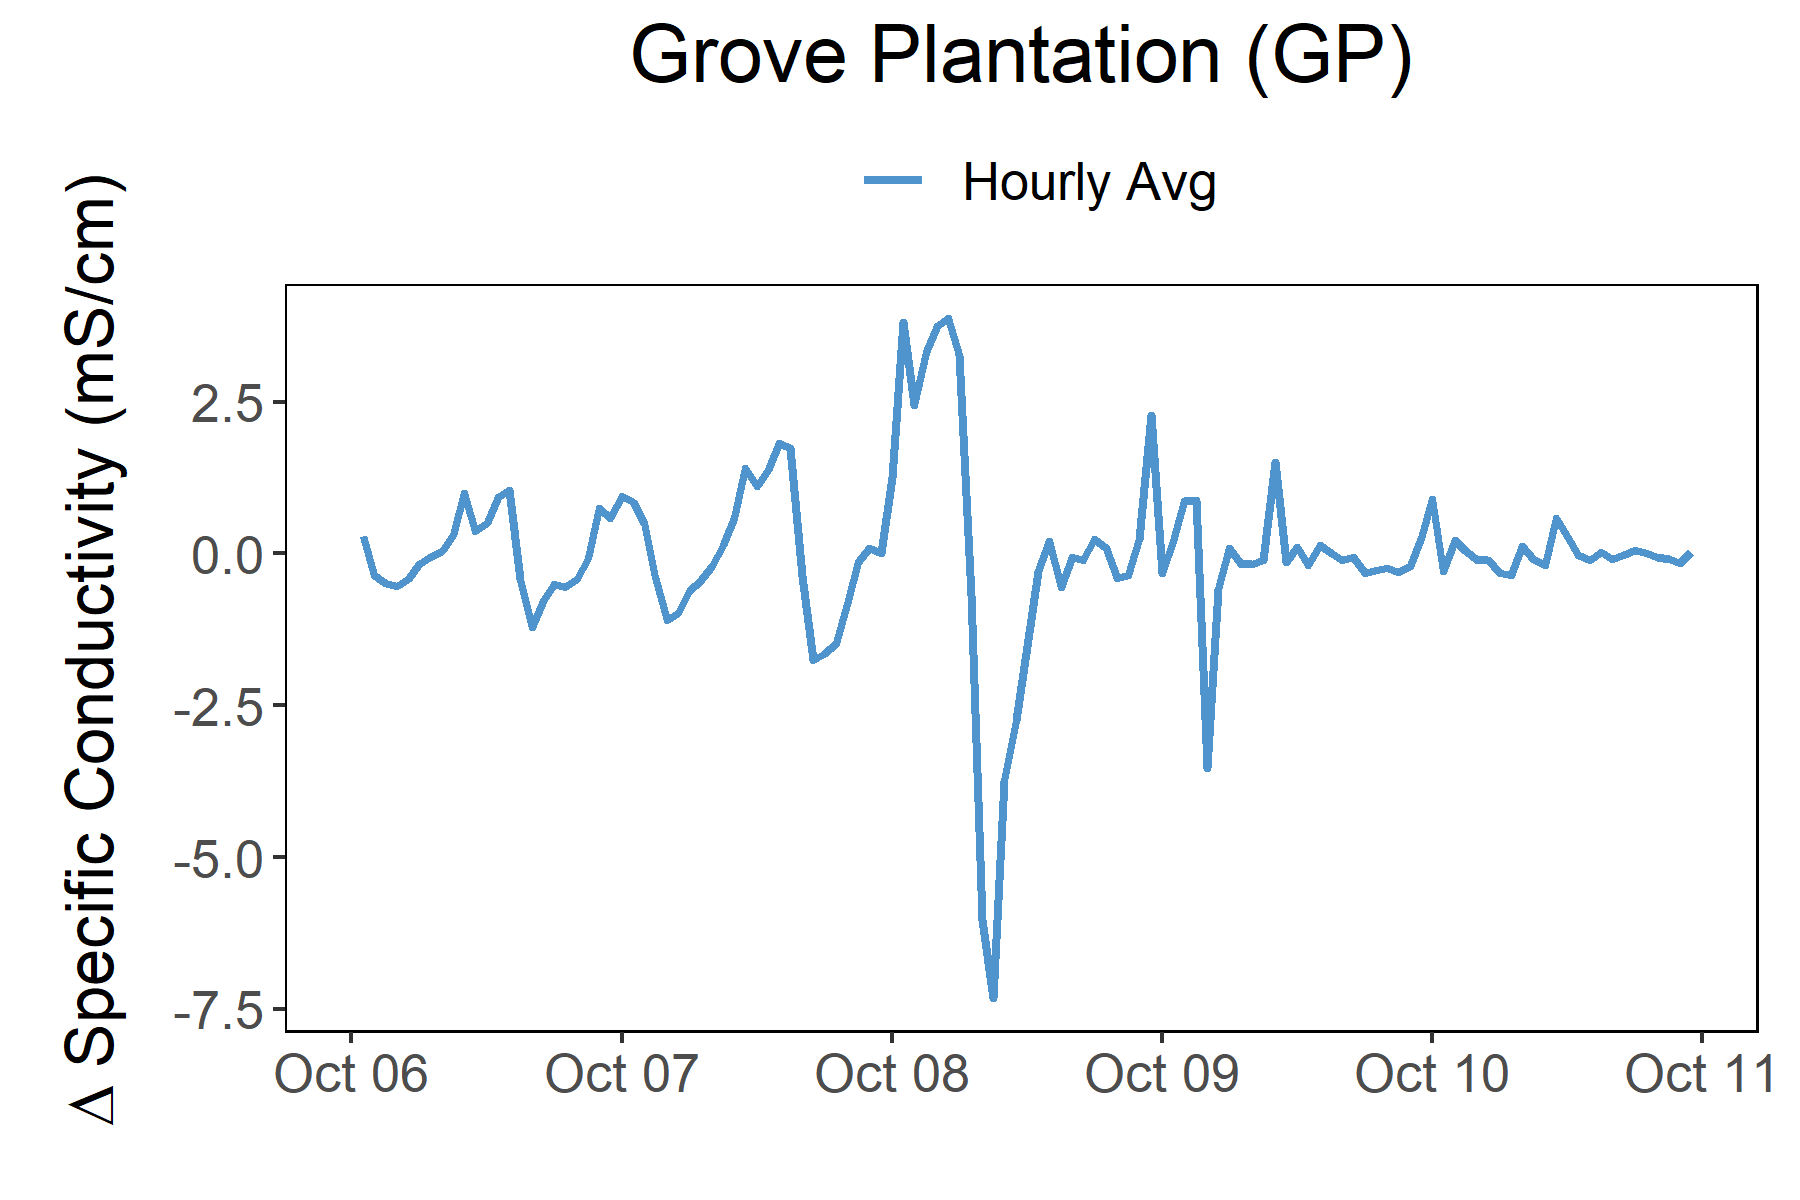 Grove Plantation (GP)
Hourly Avg
Δ Specific Conductivity (mS/cm)
2.5
0.0
-2.5
-5.0
-7.5
Oct 06 Oct 07 Oct 08 Oct 09 Oct 10 Oct 11